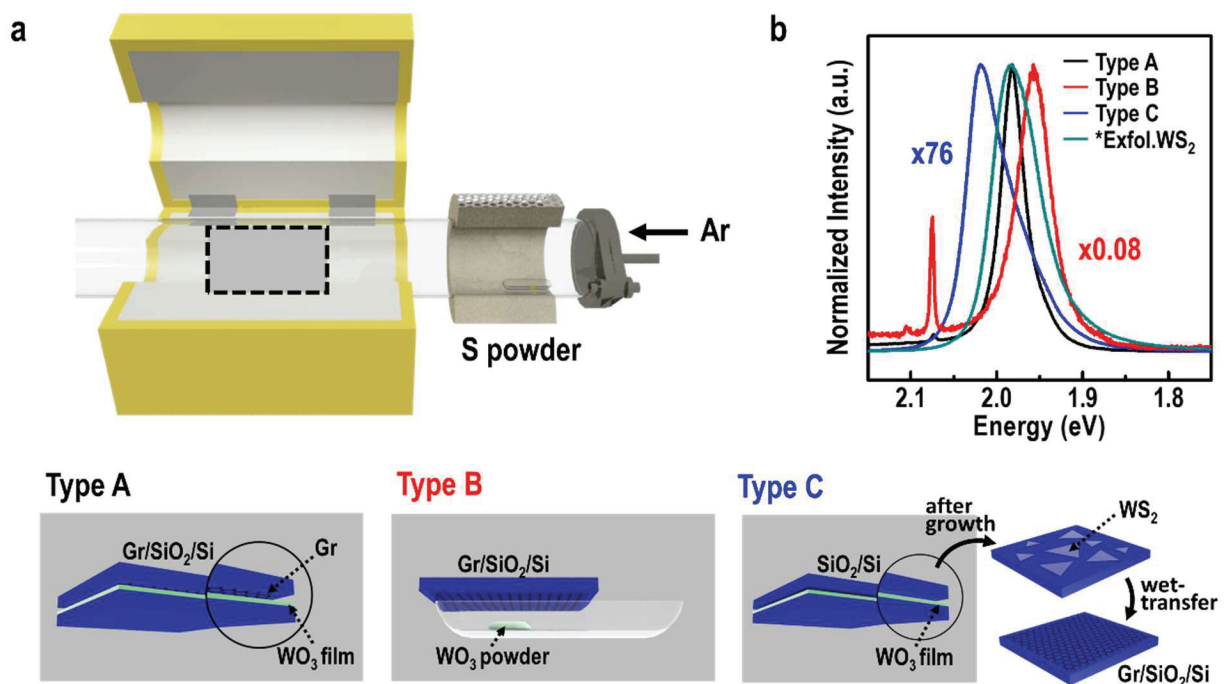 a
Ar
S powder
b
Normalized Intensity (a.u.)
Type A
Type B
Type C
*Exfol.WS₂
x76
x0.08
2.1 2.0 1.9 1.8
Energy (eV)
Type A
Gr/SiO₂/Si
Gr
WO₃ film
Type B
Gr/SiO₂/Si
WO₃ powder
Type C
SiO₂/Si
WO₃ film
after
growth
WS₂
wet-
transfer
Gr/SiO₂/Si